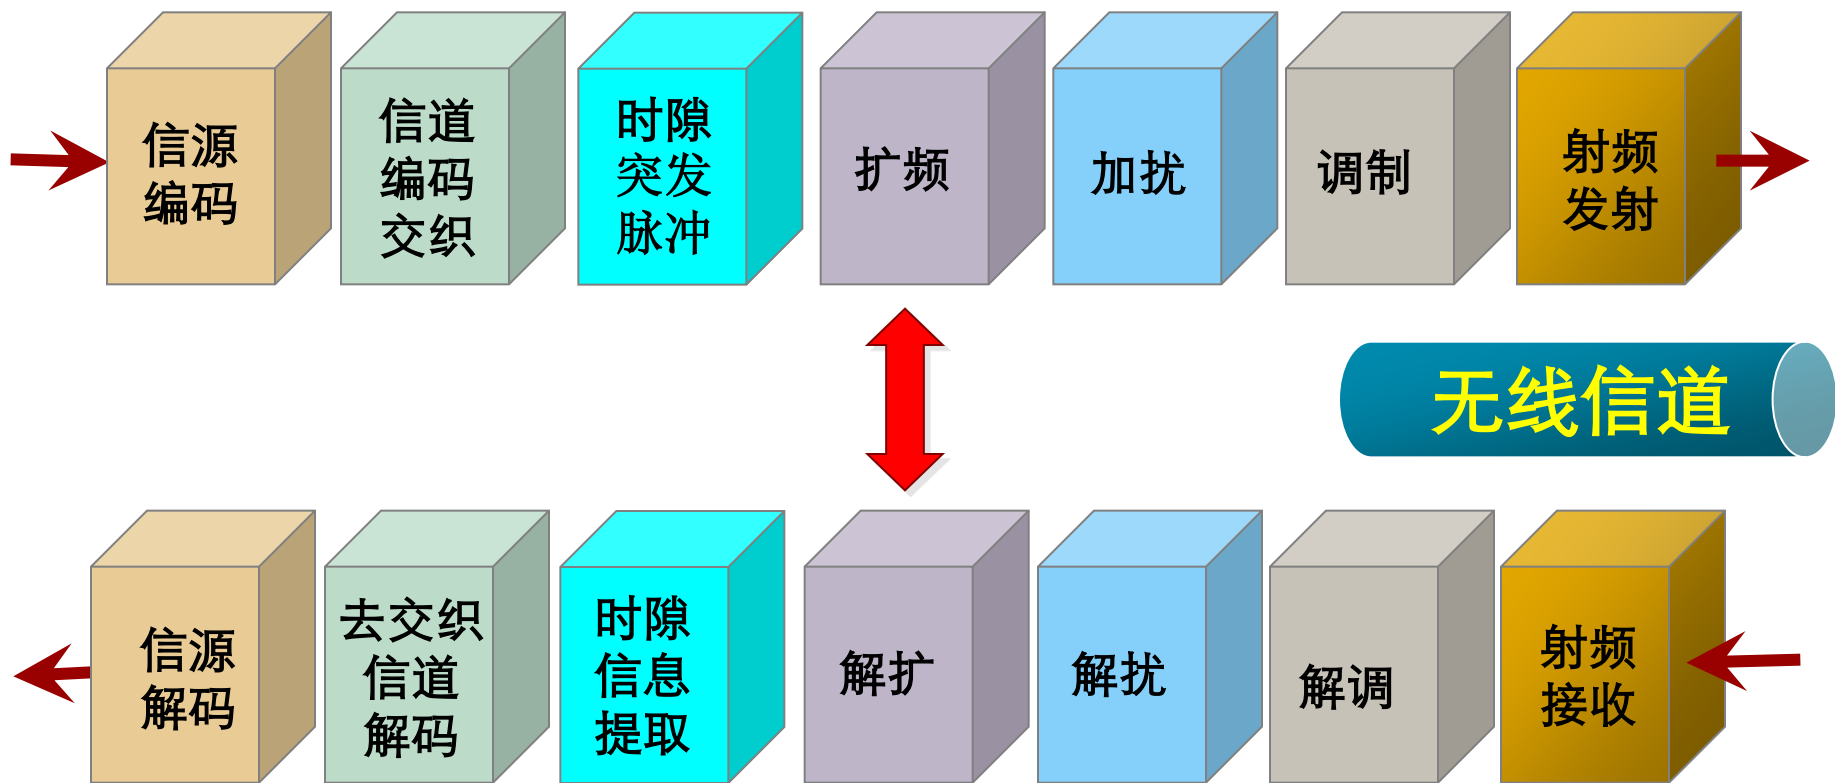 信源
编码
信道
编码
交织
时隙
突发
脉冲
扩频
加扰
调制
射频
发射
无线信道
信源
解码
去交织
信道
解码
时隙
信息
提取
解扩
解扰
解调
射频
接收